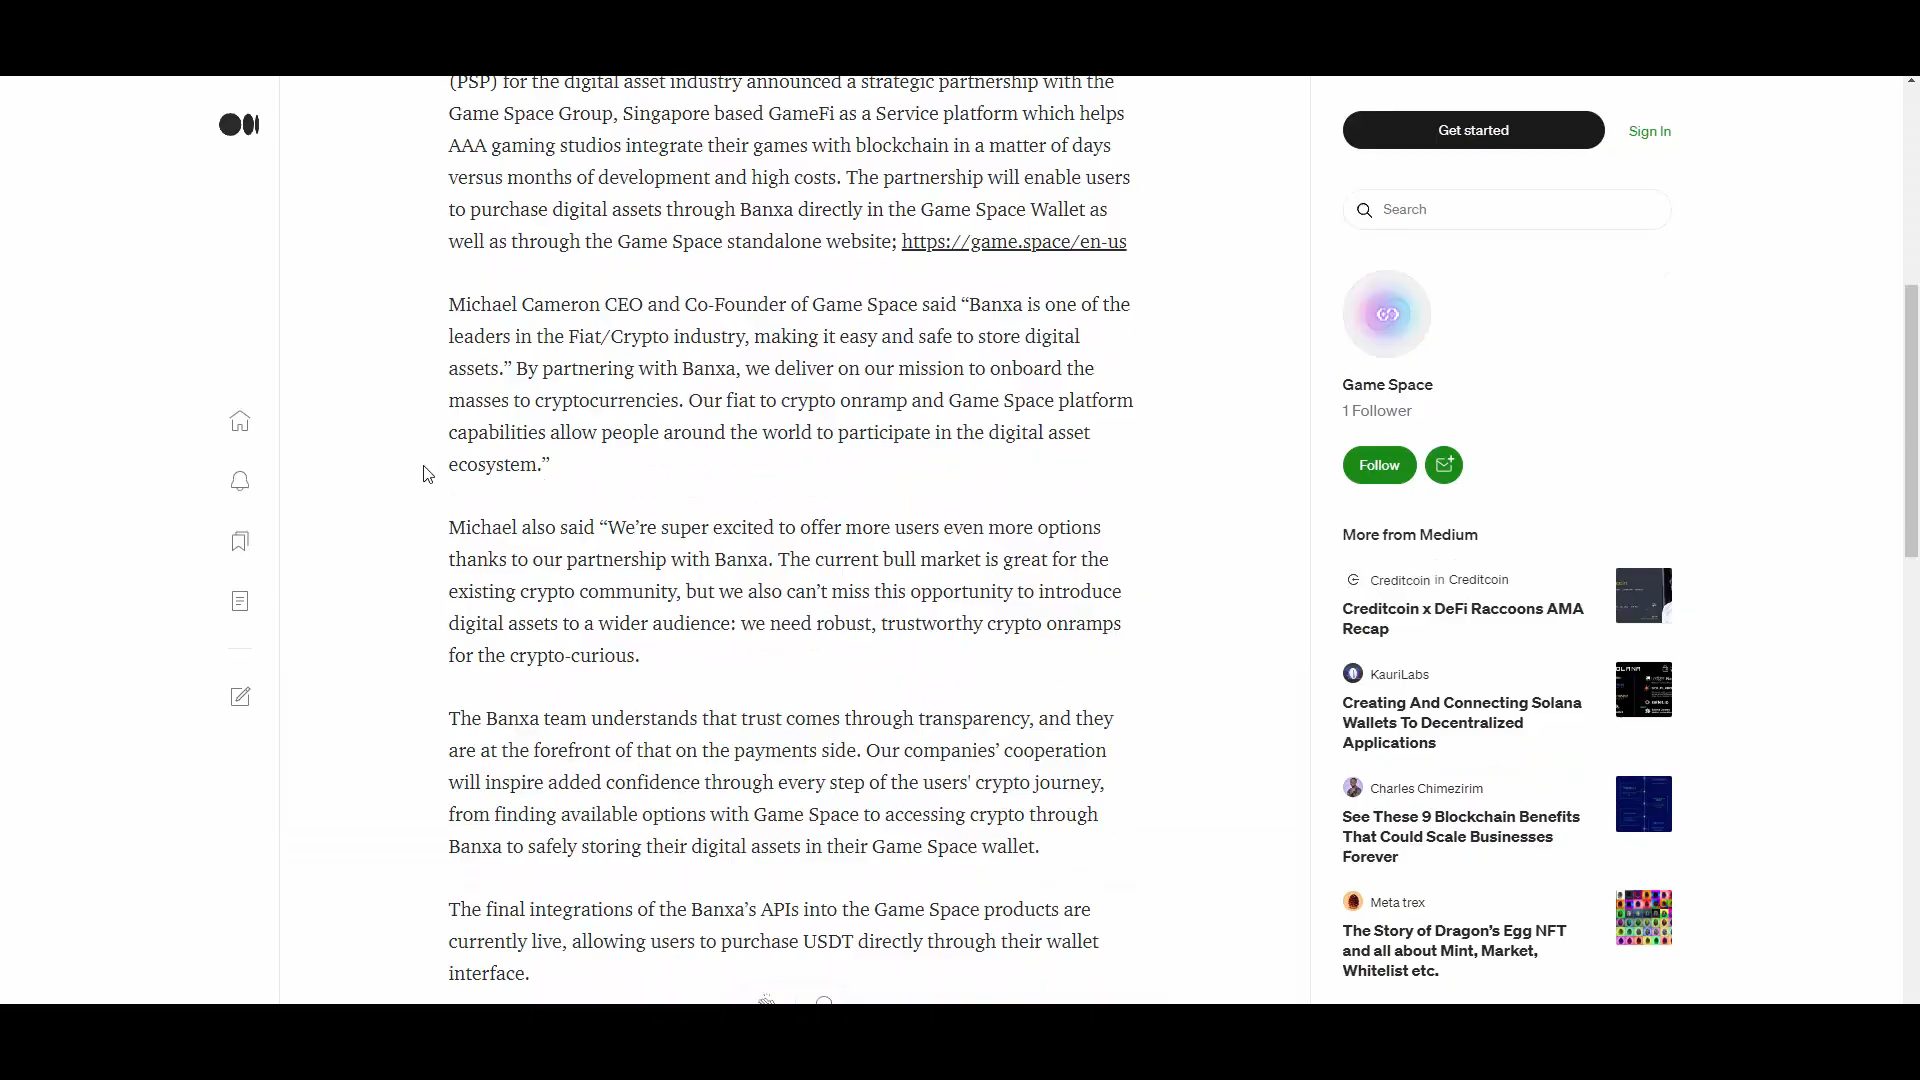 (PSP) for the digital asset industry announced a strategic partnership with the
Game Space Group, Singapore based GameFi as a Service platform which helps
AAA gaming studios integrate their games with blockchain in a matter of days
versus months of development and high costs. The partnership will enable users
to purchase digital assets through Banxa directly in the Game Space Wallet as
well as through the Game Space standalone website; https://game.space/en-us
Michael Cameron CEO and Co-Founder of Game Space said “Banxa is one of the
leaders in the Fiat/Crypto industry, making it easy and safe to store digital
assets.” By partnering with Banxa, we deliver on our mission to onboard the
masses to cryptocurrencies. Our fiat to crypto onramp and Game Space platform
capabilities allow people around the world to participate in the digital asset
ecosystem.”
Michael also said “We’re super excited to offer more users even more options
thanks to our partnership with Banxa. The current bull market is great for the
existing crypto community, but we also can’t miss this opportunity to introduce
digital assets to a wider audience: we need robust, trustworthy crypto onramps
for the crypto-curious.
The Banxa team understands that trust comes through transparency, and they
are at the forefront of that on the payments side. Our companies’ cooperation
will inspire added confidence through every step of the users' crypto journey,
from finding available options with Game Space to accessing crypto through
Banxa to safely storing their digital assets in their Game Space wallet.
The final integrations of the Banxa’s APIs into the Game Space products are
currently live, allowing users to purchase USDT directly through their wallet
interface.
Get started
Sign In
Search
Game Space
1 Follower
Follow
More from Medium
Creditcoin in Creditcoin
Creditcoin x DeFi Raccoons AMA
Recap
KauriLabs
Creating And Connecting Solana
Wallets To Decentralized
Applications
Charles Chimezirim
See These 9 Blockchain Benefits
That Could Scale Businesses
Forever
Meta trex
The Story of Dragon’s Egg NFT
and all about Mint, Market,
Whitelist etc.